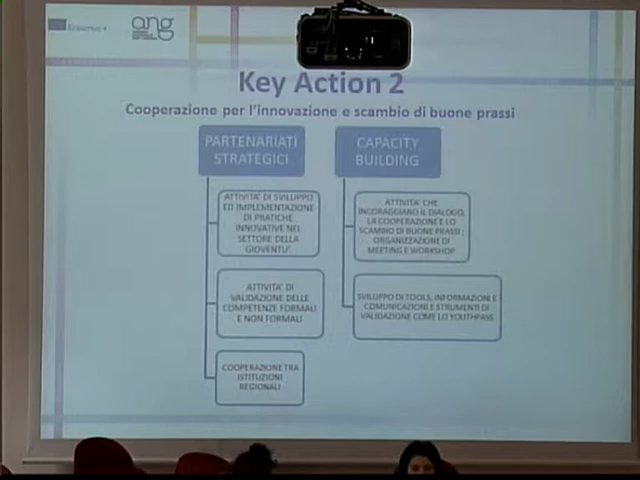 Erasmus+
ang
Key Action 2
Cooperazione per l'innovazione e scambio di buone prassi
PARTENARIATI
STRATEGICI
ATTIVITA' DI SVILUPPO
ED IMPLEMENTAZIONE
DI PRATICHE
INNOVATIVE NEL
SETTORE DELLA
GIOVENTU'
ATTIVITA' DI
VALIDAZIONE DELLE
COMPETENZE FORMALI
E NON FORMALI
COOPERAZIONE TRA
ISTITUZIONI
REGIONALI
CAPACITY
BUILDING
ATTIVITA' CHE
INCORAGGIANO IL DIALOGO,
LA COOPERAZIONE E LO
SCAMBIO DI BUONE PRASSI ;
ORGANIZZAZIONE DI
MEETING E WORKSHOP
SVILUPPO DI TOOLS, INFORMAZIONI E
COMUNICAZIONI E STRUMENTI DI
VALIDAZIONE COME LO YOUTHPASS